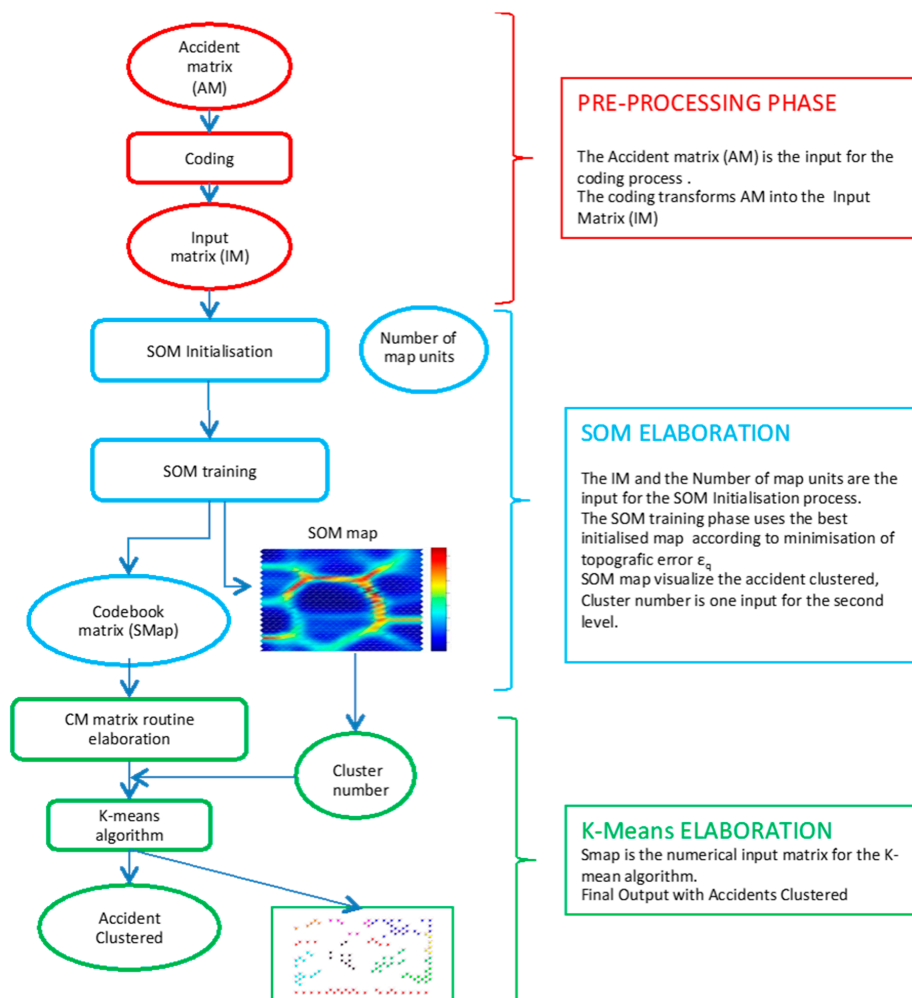 Accident
matrix
(AM)
Coding
Input
matrix (IM)
PRE-PROCESSING PHASE
The Accident matrix (AM) is the input for the
coding process .
The coding transforms AM into the Input
Matrix (IM)
SOM Initialisation
Number of
map units
SOM training
SOM map
Codebook
matrix (SMap)
SOM ELABORATION
The IM and the Number of map units are the
input for the SOM Initialisation process.
The SOM training phase uses the best
initialised map according to minimisation of
topografic error εq
SOM map visualize the accident clustered,
Cluster number is one input for the second
level.
CM matrix routine
elaboration
Cluster
number
K-means
algorithm
Accident
Clustered
K-Means ELABORATION
Smap is the numerical input matrix for the K-
mean algorithm.
Final Output with Accidents Clustered